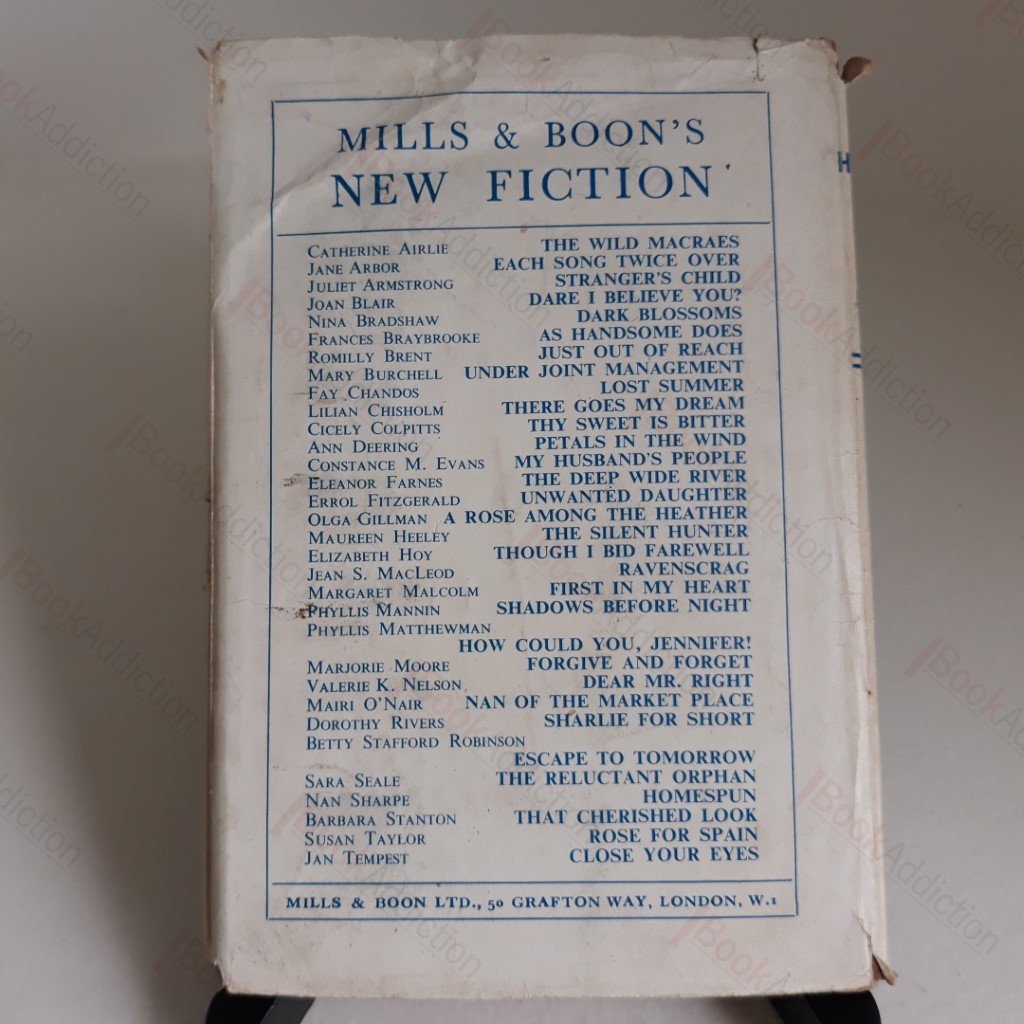 MILLS & BOON'S
NEW FICTION
CATHERINE AIRLIE THE WILD MACRAES
JANE ARBOR EACH SONG TWICE OVER
JULIET ARMSTRONG STRANGER'S CHILD
JOAN BLAIR DARE I BELIEVE YOU?
NINA BRADSHAW DARK BLOSSOMS
FRANCES BRAYBROOKE AS HANDSOME DOES
ROMILLY BRENT JUST OUT OF REACH
MARY BURCHELL UNDER JOINT MANAGEMENT
FAY CHANDOS LOST SUMMER
LILIAN CHISHOLM THERE GOES MY DREAM
CICELY COLPITTS THY SWEET IS BITTER
ANN DEERING PETALS IN THE WIND
CONSTANCE M. EVANS MY HUSBAND'S PEOPLE
ELEANOR FARNES THE DEEP WIDE RIVER
ERROL FITZGERALD UNWANTED DAUGHTER
OLGA GILLMAN A ROSE AMONG THE HEATHER
MAUREEN HEELEY THE SILENT HUNTER
ELIZABETH HOY THOUGH I BID FAREWELL
JEAN S. MACLEOD RAVENSCRAG
MARGARET MALCOLM FIRST IN MY HEART
PHYLLIS MANNIN SHADOWS BEFORE NIGHT
PHYLLIS MATTHEWMAN
HOW COULD YOU, JENNIFER!
MARJORIE MOORE FORGIVE AND FORGET
VALERIE K. NELSON DEAR MR. RIGHT
MAIRI O'NAIR NAN OF THE MARKET PLACE
DOROTHY RIVERS SHARLIE FOR SHORT
BETTY STAFFORD ROBINSON
ESCAPE TO TOMORROW
SARA SEALE THE RELUCTANT ORPHAN
NAN SHARPE HOMESPUN
BARBARA STANTON THAT CHERISHED LOOK
SUSAN TAYLOR ROSE FOR SPAIN
JAN TEMPEST CLOSE YOUR EYES
MILLS & BOON LTD., 50 GRAFTON WAY, LONDON, W.1
H
BookAddiction